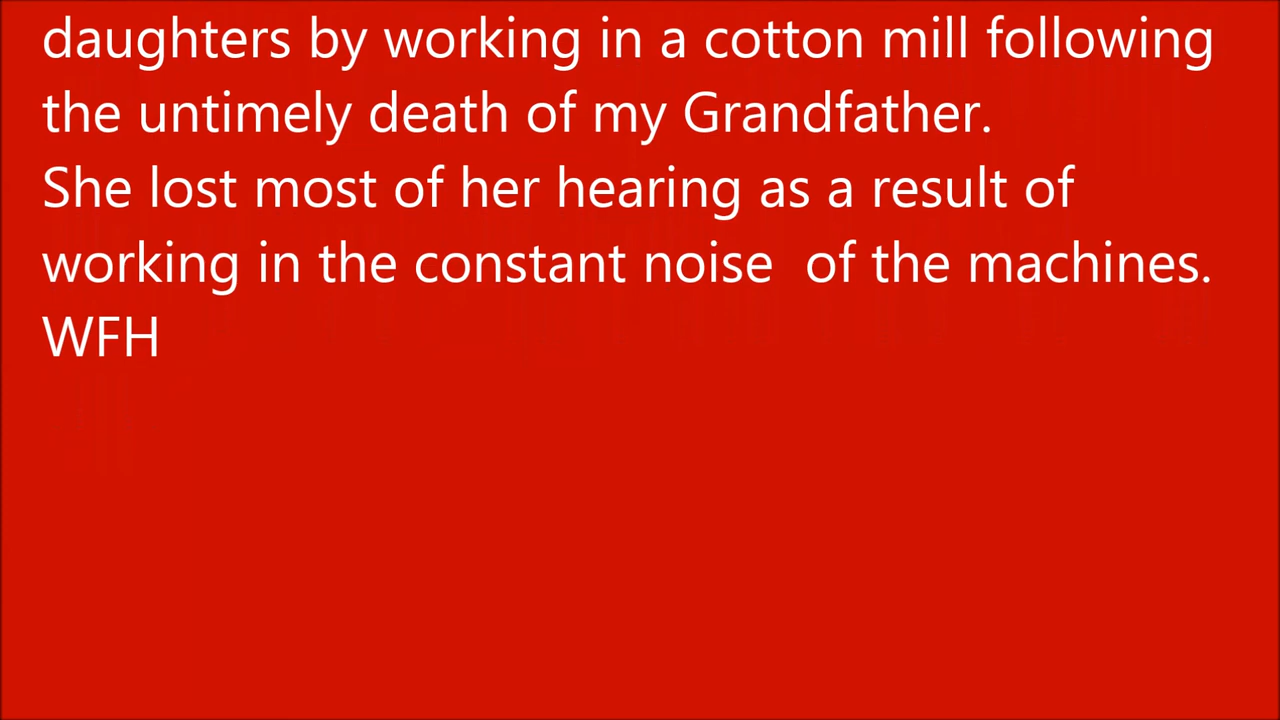 daughters by working in a cotton mill following
the untimely death of my Grandfather.
She lost most of her hearing as a result of
working in the constant noise  of the machines.
WFH